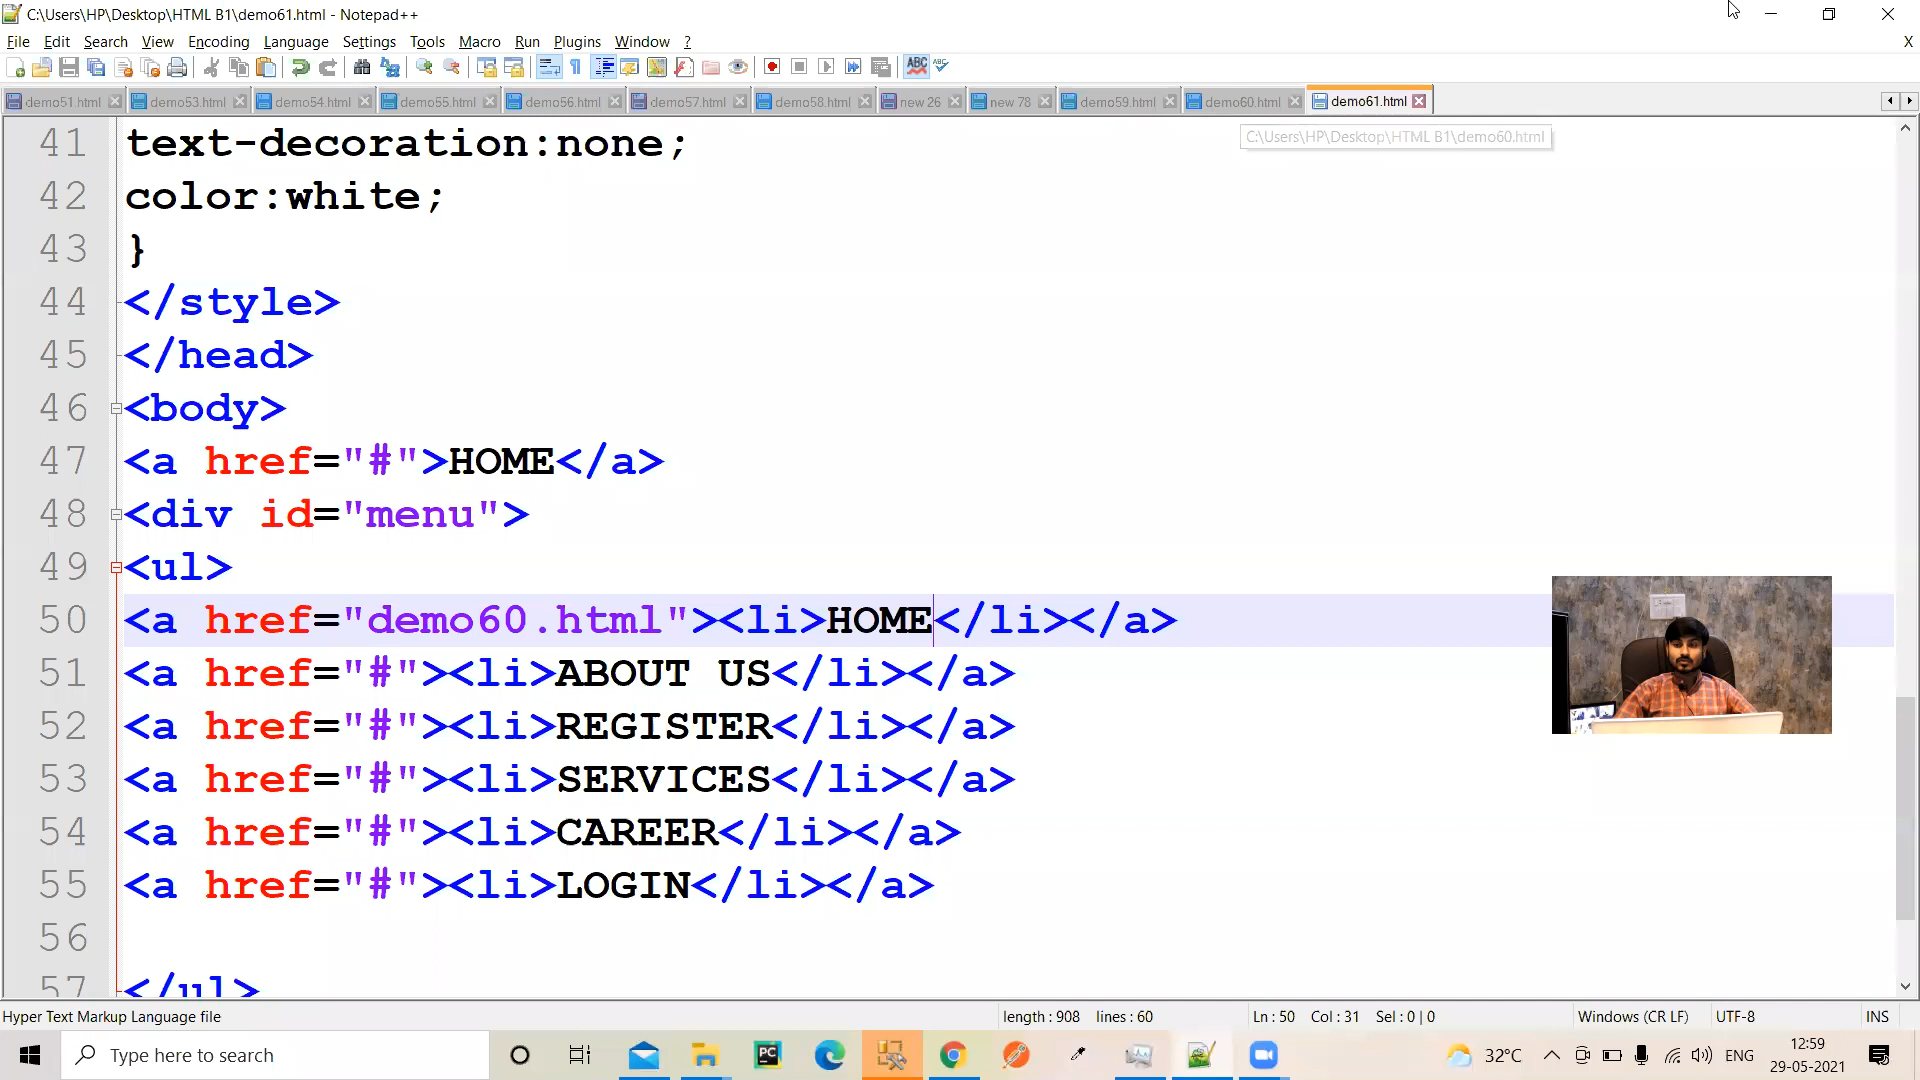 C:\Users\HP\Desktop\HTML B1\demo61.html - Notepad++
File Edit Search View Encoding Language Settings Tools Macro Run Plugins Window ? X
demo51.html demo53.html demo54.html demo55.html demo56.html demo57.html demo58.html new 26 new 78 demo59.html demo60.html demo61.html
C:\Users\HP\Desktop\HTML B1\demo60.html
41 text-decoration:none;
42 color:white;
43 }
44 </style>
45 </head>
46 <body>
47 <a href="#">HOME</a>
48 <div id="menu">
49 <ul>
50 <a href="demo60.html"><li>HOME</li></a>
51 <a href="#"><li>ABOUT US</li></a>
52 <a href="#"><li>REGISTER</li></a>
53 <a href="#"><li>SERVICES</li></a>
54 <a href="#"><li>CAREER</li></a>
55 <a href="#"><li>LOGIN</li></a>
56
57 </ul>
Hyper Text Markup Language file length : 908 lines : 60 Ln : 50 Col : 31 Sel : 0 | 0 Windows (CR LF) UTF-8 INS
Type here to search 32°C ENG 12:59
29-05-2021